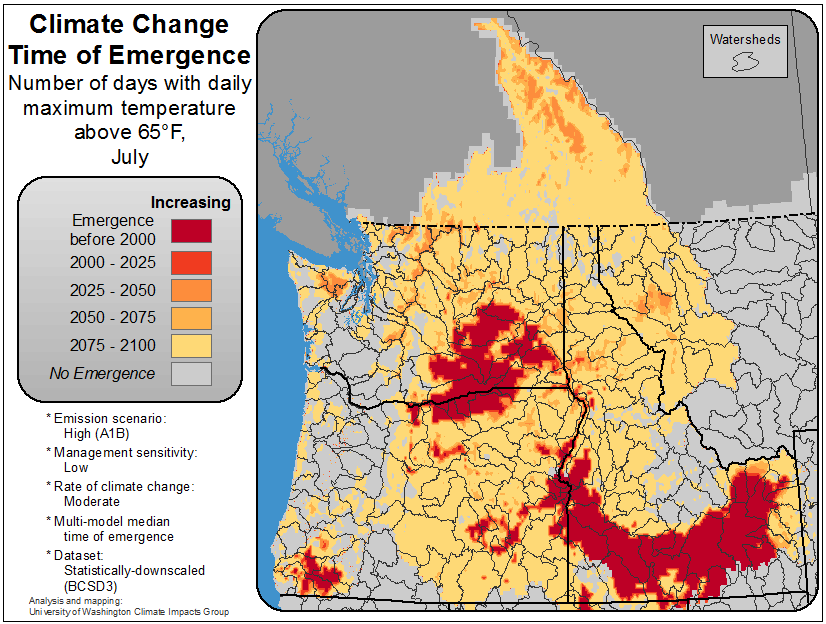 Climate Change
Time of Emergence
Number of days with daily
maximum temperature
above 65°F,
July
Increasing
Emergence
before 2000
2000 - 2025
2025 - 2050
2050 - 2075
2075 - 2100
No Emergence
* Emission scenario:
High (A1B)
* Management sensitivity:
Low
* Rate of climate change:
Moderate
* Multi-model median
time of emergence
* Dataset:
Statistically-downscaled
(BCSD3)
Analysis and mapping:
University of Washington Climate Impacts Group
Watersheds